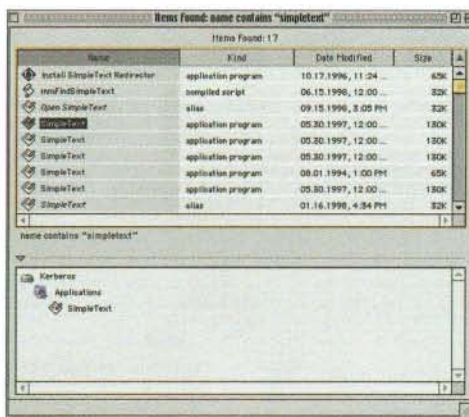 Items Found: name contains "simpletext"
Items Found: 17
Name Kind Date Modified Size
Install SimpleText Redirector application program 10.17.1996, 11:24 ... 65K
mmFindSimpleText compiled script 06.15.1998, 12:00 ... 32K
Open SimpleText alias 09.15.1996, 8:05 PM 32K
SimpleText application program 05.30.1997, 12:00 ... 130K
SimpleText application program 05.30.1997, 12:00 ... 130K
SimpleText application program 05.30.1997, 12:00 ... 130K
SimpleText application program 08.01.1994, 1:00 PM 65K
SimpleText application program 05.30.1997, 12:00 ... 130K
SimpleText alias 01.16.1998, 4:34 PM 32K
name contains "simpletext"
Kerberos
Applications
SimpleText